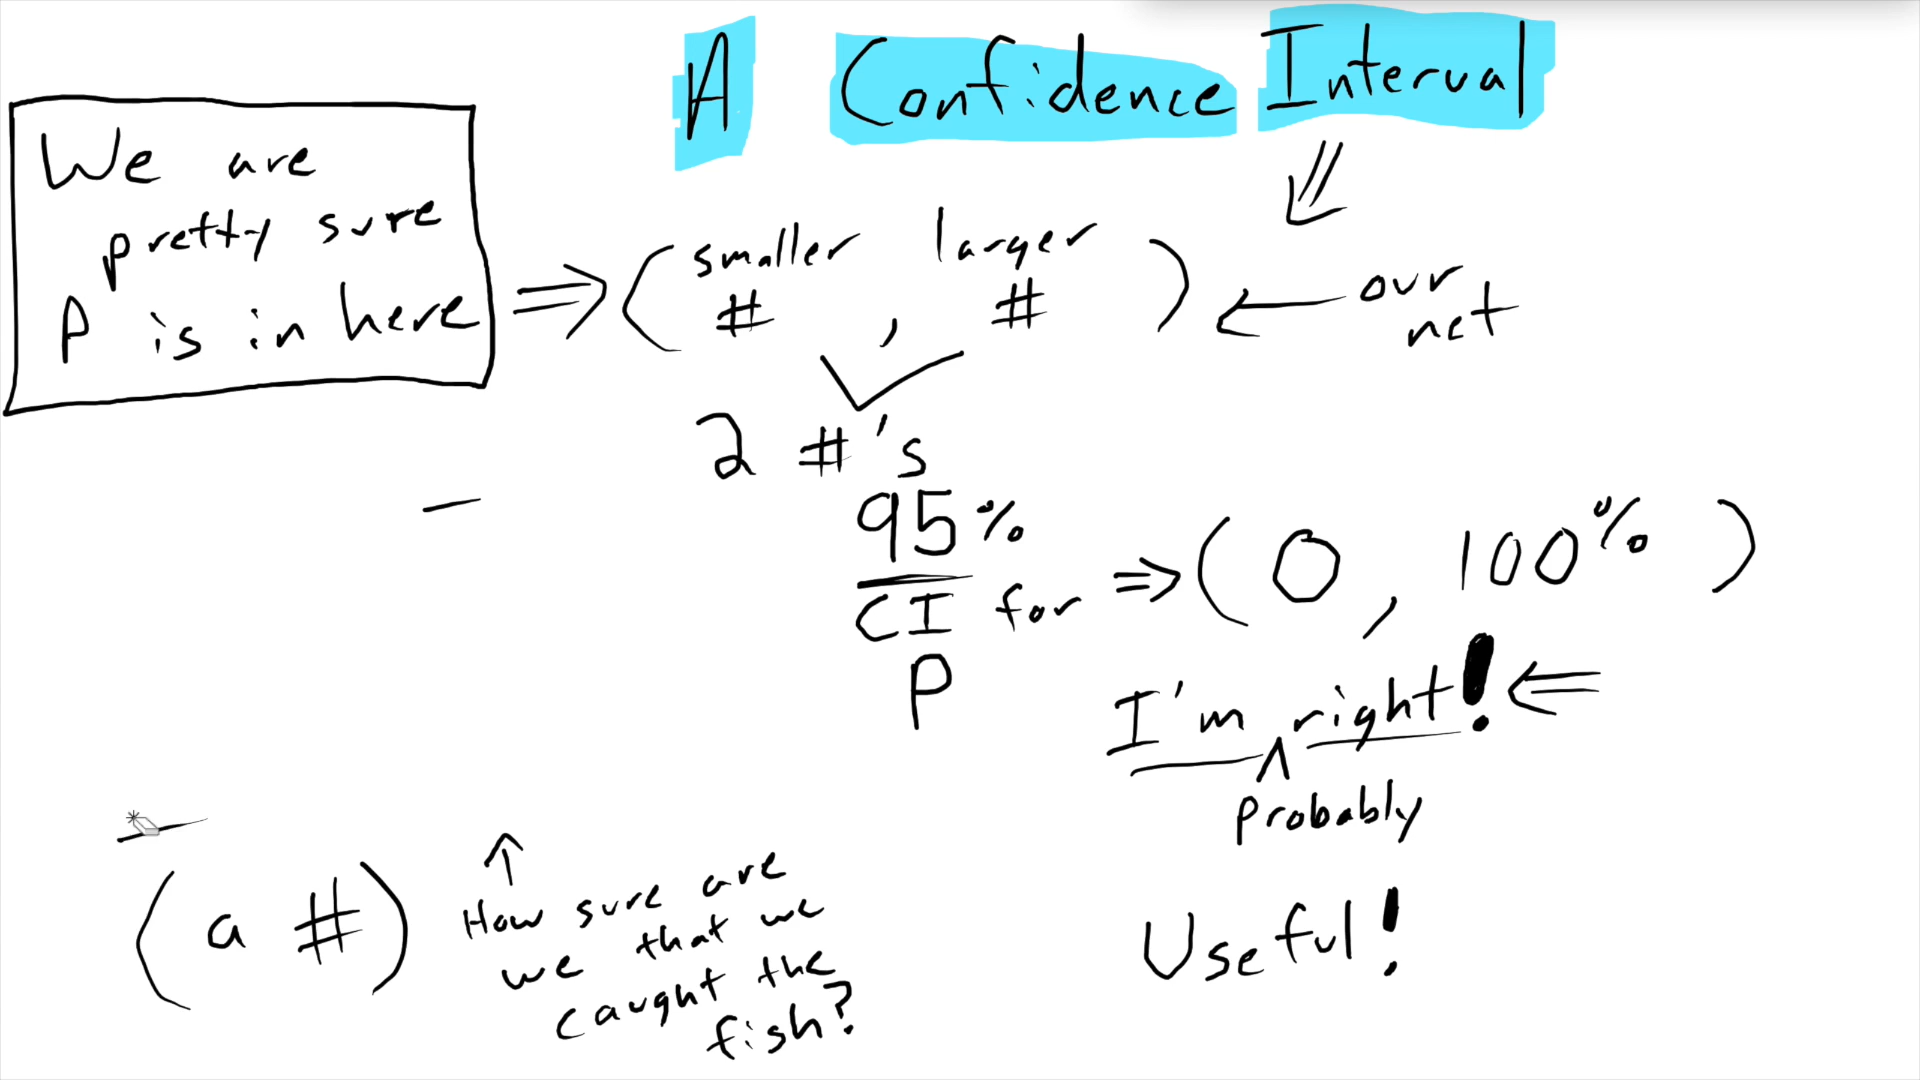 A Confidence Interval
We are
pretty sure
P is in here
⇒ ( smaller # , larger # ) ← our
net
2 #'s
95%
CI for ⇒ ( 0 , 100% )
P
I'm right! ⇐
^
Probably
(a #)
How sure are
we that we
caught the
fish?
Useful!